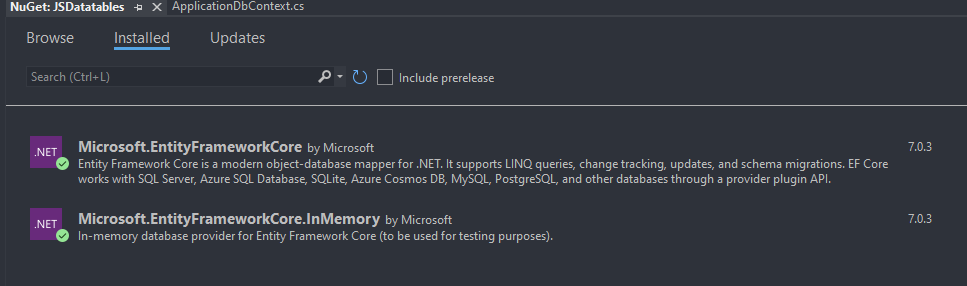 NuGet: JSDatatables ApplicationDbContext.cs
Browse Installed Updates
Search (Ctrl+L) Include prerelease
.NET Microsoft.EntityFrameworkCore by Microsoft 7.0.3
Entity Framework Core is a modern object-database mapper for .NET. It supports LINQ queries, change tracking, updates, and schema migrations. EF Core
works with SQL Server, Azure SQL Database, SQLite, Azure Cosmos DB, MySQL, PostgreSQL, and other databases through a provider plugin API.
.NET Microsoft.EntityFrameworkCore.InMemory by Microsoft 7.0.3
In-memory database provider for Entity Framework Core (to be used for testing purposes).